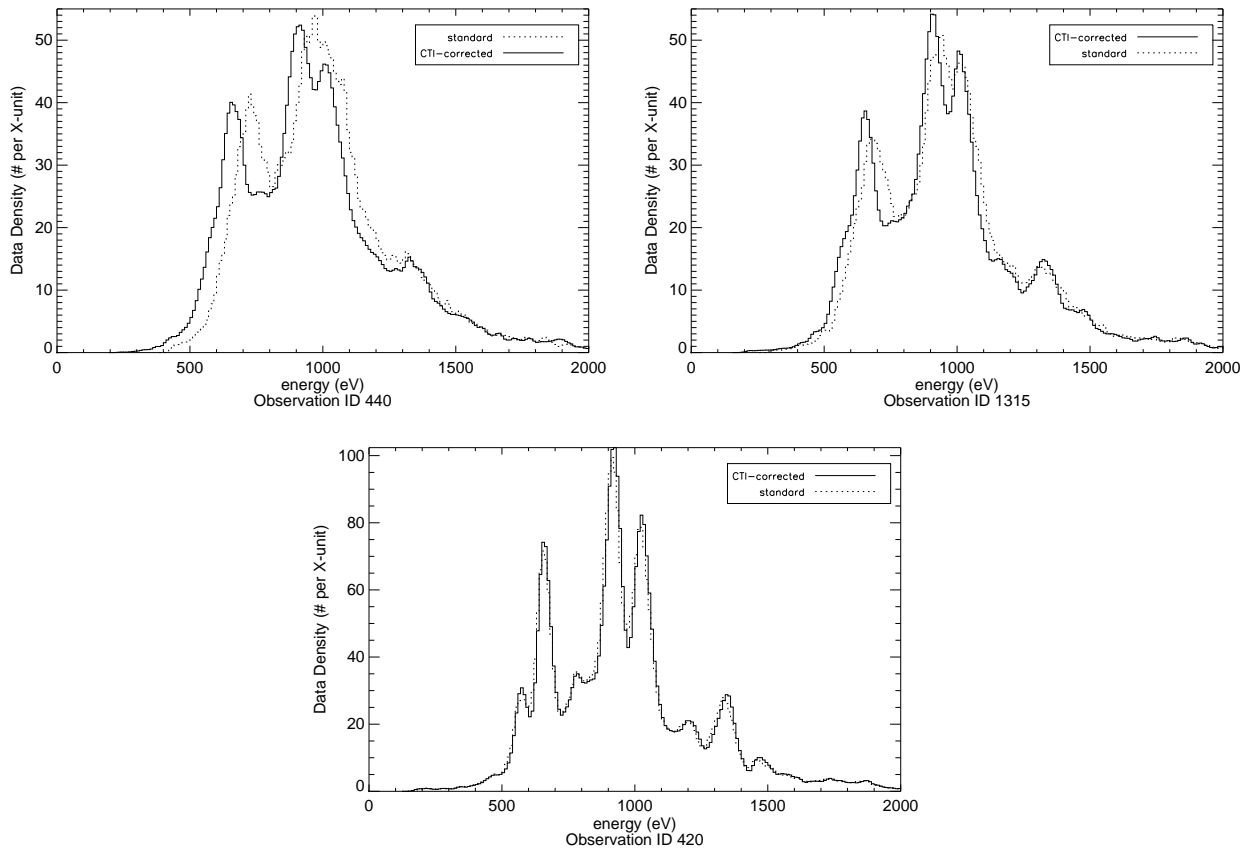 50
40
30
20
10
0
Data Density (# per X-unit)
standard
CTI-corrected
0 500 1000 1500 2000
energy (eV)
Observation ID 440
50
40
30
20
10
0
Data Density (# per X-unit)
CTI-corrected
standard
0 500 1000 1500 2000
energy (eV)
Observation ID 1315
100
80
60
40
20
0
Data Density (# per X-unit)
CTI-corrected
standard
0 500 1000 1500 2000
energy (eV)
Observation ID 420